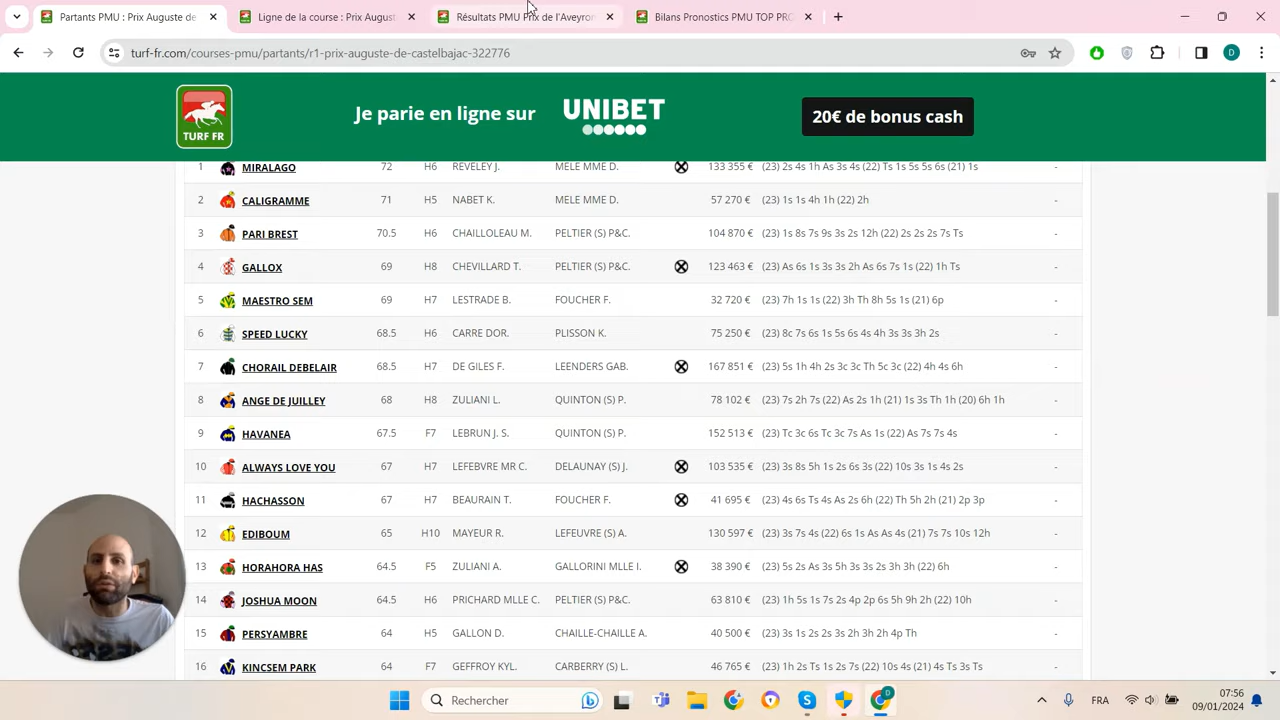 Partants PMU : Prix Auguste de
Ligne de la course : Prix August
Résultats PMU Prix de l'Aveyron
Bilans Pronostics PMU TOP PRO
turf-fr.com/courses-pmu/partants/r1-prix-auguste-de-castelbajac-322776
D
TURF FR
Je parie en ligne sur
UNIBET
20€ de bonus cash
1 MIRALAGO 72 H6 REVELEY J. MELE MME D. 133 355 € (23) 2s 4s 1h As 3s 4s (22) Ts 1s 5s 5s 6s (21) 1s
2 CALIGRAMME 71 H5 NABET K. MELE MME D. 57 270 € (23) 1s 1s 4h 1h (22) 2h -
3 PARI BREST 70.5 H6 CHAILLOLEAU M. PELTIER (S) P&C. 104 870 € (23) 1s 8s 7s 9s 3s 2s 12h (22) 2s 2s 2s 7s Ts -
4 GALLOX 69 H8 CHEVILLARD T. PELTIER (S) P&C. 123 463 € (23) As 6s 1s 3s 3s 2h As 6s 7s 1s (22) 1h Ts -
5 MAESTRO SEM 69 H7 LESTRADE B. FOUCHER F. 32 720 € (23) 7h 1s 1s (22) 3h Th 8h 5s 1s (21) 6p -
6 SPEED LUCKY 68.5 H6 CARRE DOR. PLISSON K. 75 250 € (23) 8c 7s 6s 1s 5s 6s 4s 4h 3s 3s 3h 2s -
7 CHORAIL DEBELAIR 68.5 H7 DE GILES F. LEENDERS GAB. 167 851 € (23) 5s 1h 4h 2s 3c 3c Th 5c 3c (22) 4h 4s 6h -
8 ANGE DE JUILLEY 68 H8 ZULIANI L. QUINTON (S) P. 78 102 € (23) 7s 2h 7s (22) As 2s 1h (21) 1s 3s Th 1h (20) 6h 1h -
9 HAVANEA 67.5 F7 LEBRUN J. S. QUINTON (S) P. 152 513 € (23) Tc 3c 6s Tc 3c 7s As 1s (22) As 7s 7s 4s -
10 ALWAYS LOVE YOU 67 H7 LEFEBVRE MR C. DELAUNAY (S) J. 103 535 € (23) 3s 8s 5h 1s 2s 6s 3s (22) 10s 3s 1s 4s 2s -
11 HACHASSON 67 H7 BEAURAIN T. FOUCHER F. 41 695 € (23) 4s 6s Ts 4s As 2s 6h (22) Th 5h 2h (21) 2p 3p -
12 EDIBOUM 65 H10 MAYEUR R. LEFEUVRE (S) A. 130 597 € (23) 3s 7s 4s (22) 6s 1s As As 4s (21) 7s 7s 10s 12h -
13 HORAHORA HAS 64.5 F5 ZULIANI A. GALLORINI MLLE I. 38 390 € (23) 5s 2s As 3s 5h 3s 3s 2s 3h 3h (22) 6h -
14 JOSHUA MOON 64.5 H6 PRICHARD MLLE C. PELTIER (S) P&C. 63 810 € (23) 1h 5s 1s 7s 2s 4p 2p 6s 5h 9h 2h (22) 10h -
15 PERSYAMBRE 64 H5 GALLON D. CHAILLE-CHAILLE A. 40 500 € (23) 3s 1s 2s 2s 3s 2h 3h 2h 4p Th -
16 KINCSEM PARK 64 F7 GEFFROY KYL. CARBERRY (S) L. 46 765 € (23) 1h 2s Ts 1s 2s 7s (22) 10s 4s (21) 4s Ts 3s Ts -
Rechercher
FRA
07:56
09/01/2024